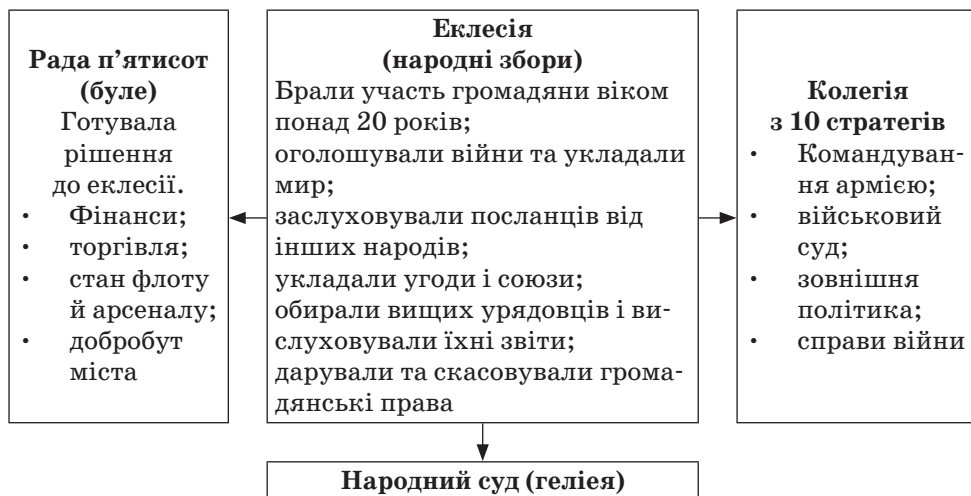 Рада п’ятисот
(буле)
Готувала
рішення
до еклесії.
• Фінанси;
• торгівля;
• стан флоту
й арсеналу;
• добробут
міста
Еклесія
(народні збори)
Брали участь громадяни віком
понад 20 років;
оголошували війни та укладали
мир;
заслуховували посланців від
інших народів;
укладали угоди і союзи;
обирали вищих урядовців і ви-
слуховували їхні звіти;
дарували та скасовували грома-
дянські права
Колегія
з 10 стратегів
• Командуван-
ня армією;
• військовий
суд;
• зовнішня
політика;
• справи війни
Народний суд (геліея)